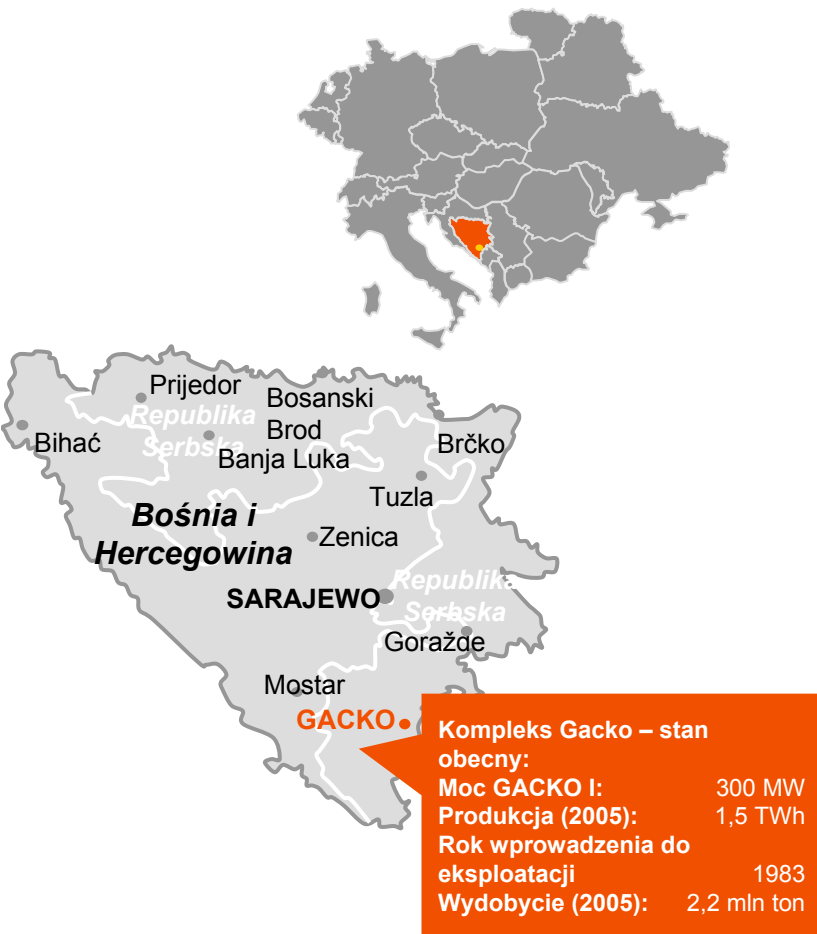 Prijedor
Bosanski
Brod
Republika
Serbska
Bihać
Banja Luka
Brčko
Tuzla
Bośnia i
Hercegowina
Zenica
SARAJEWO
Republika
Serbska
Goražde
Mostar
GACKO
Kompleks Gacko – stan
obecny:
Moc GACKO I: 300 MW
Produkcja (2005): 1,5 TWh
Rok wprowadzenia do
eksploatacji 1983
Wydobycie (2005): 2,2 mln ton